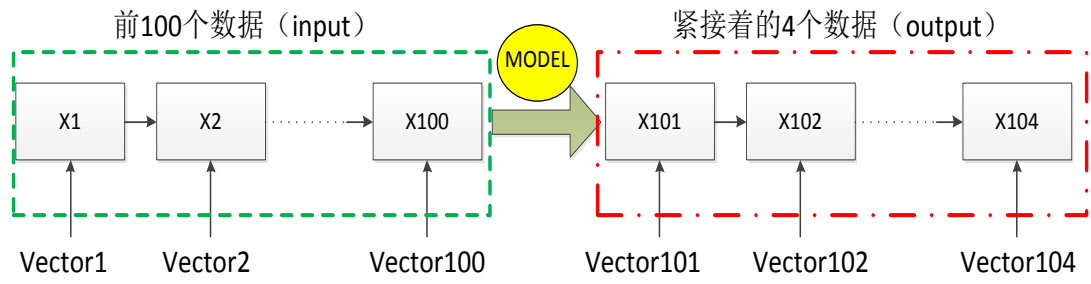 前100个数据（input）
紧接着的4个数据（output）
MODEL
X1
X2
X100
X101
X102
X104
Vector1
Vector2
Vector100
Vector101
Vector102
Vector104